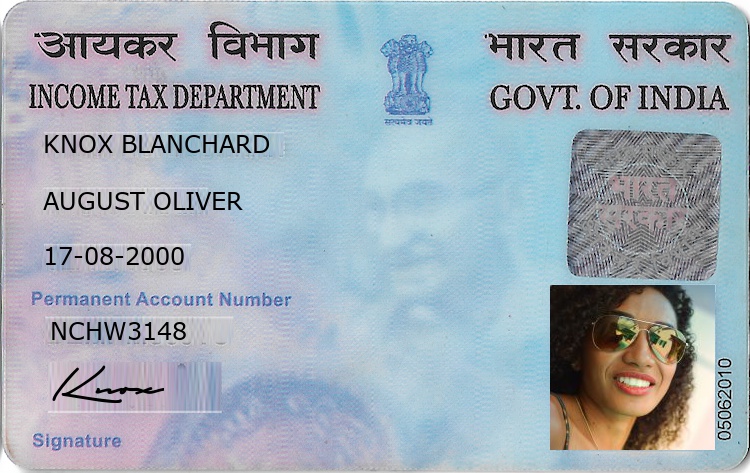 आयकर विभाग
भारत सरकार
INCOME TAX DEPARTMENT
GOVT. OF INDIA
सत्यमेव जयते
KNOX BLANCHARD
AUGUST OLIVER
17-08-2000
Permanent Account Number
NCHW3148
Knox
Signature
भारत
सरकार
05062010